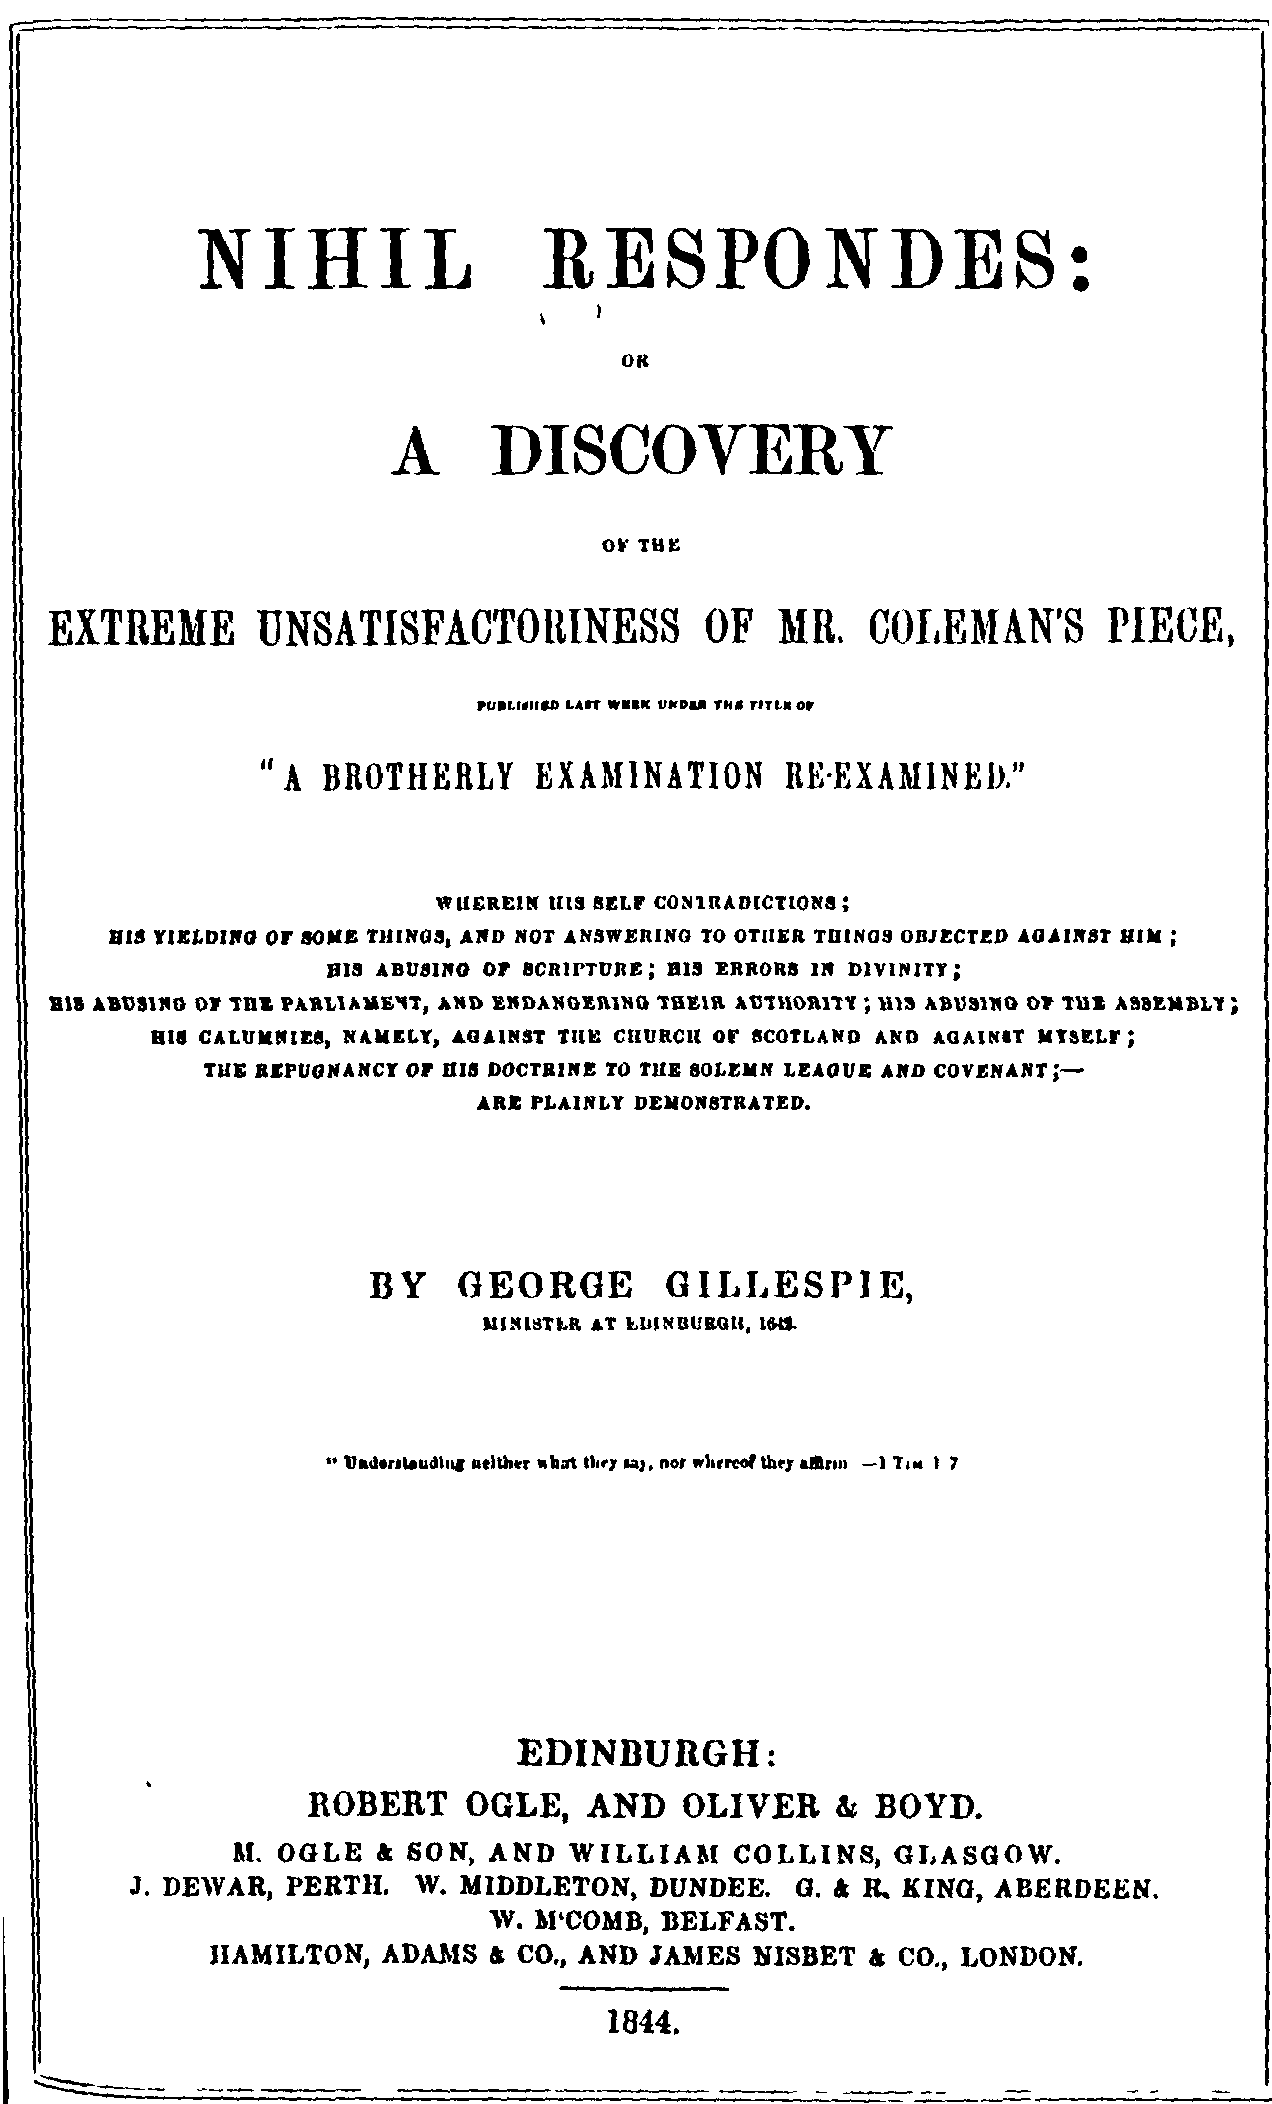 NIHIL RESPONDES:
OR
A DISCOVERY
OF THE
EXTREME UNSATISFACTORINESS OF MR. COLEMAN'S PIECE,
PUBLISHED LAST WEEK UNDER THE TITLE OF
"A BROTHERLY EXAMINATION RE-EXAMINED."
WHEREIN HIS SELF CONTRADICTIONS;
HIS YIELDING OF SOME THINGS, AND NOT ANSWERING TO OTHER THINGS OBJECTED AGAINST HIM;
HIS ABUSING OF SCRIPTURE; HIS ERRORS IN DIVINITY;
HIS ABUSING OF THE PARLIAMENT, AND ENDANGERING THEIR AUTHORITY; HIS ABUSING OF THE ASSEMBLY;
HIS CALUMNIES, NAMELY, AGAINST THE CHURCH OF SCOTLAND AND AGAINST MYSELF;
THE REPUGNANCY OF HIS DOCTRINE TO THE SOLEMN LEAGUE AND COVENANT;—
ARE PLAINLY DEMONSTRATED.
BY GEORGE GILLESPIE,
MINISTER AT EDINBURGH,
"Understanding neither what they say, nor whereof they affirm —1 TIM 1 7
EDINBURGH:
ROBERT OGLE, AND OLIVER & BOYD.
M. OGLE & SON, AND WILLIAM COLLINS, GLASGOW.
J. DEWAR, PERTH. W. MIDDLETON, DUNDEE. G. & R. KING, ABERDEEN.
W. M'COMB, BELFAST.
HAMILTON, ADAMS & CO., AND JAMES NISBET & CO., LONDON.
1844.